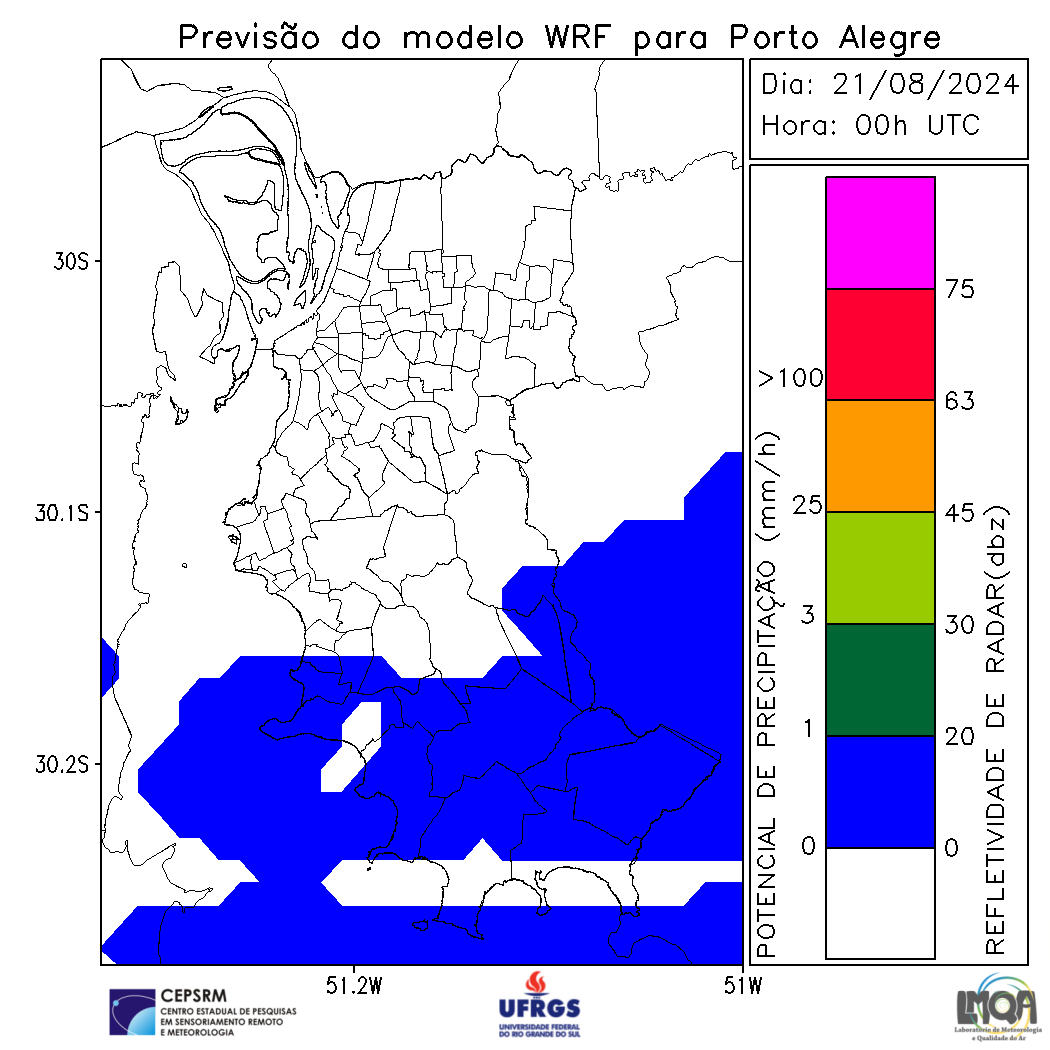 Previsão do modelo WRF para Porto Alegre
Dia: 21/08/2024
Hora: 00h UTC
30S
30.1S
30.2S
51.2W
51W
POTENCIAL DE PRECIPITAÇÃO (mm/h)
>100
25
3
1
0
75
63
45
30
20
0
REFLETIVIDADE DE RADAR(dbz)
CEPSRM
CENTRO ESTADUAL DE PESQUISAS
EM SENSORIAMENTO REMOTO
E METEOROLOGIA
UFRGS
UNIVERSIDADE FEDERAL
DO RIO GRANDE DO SUL
LMQA
Laboratório de Meteorologia
e Qualidade do Ar